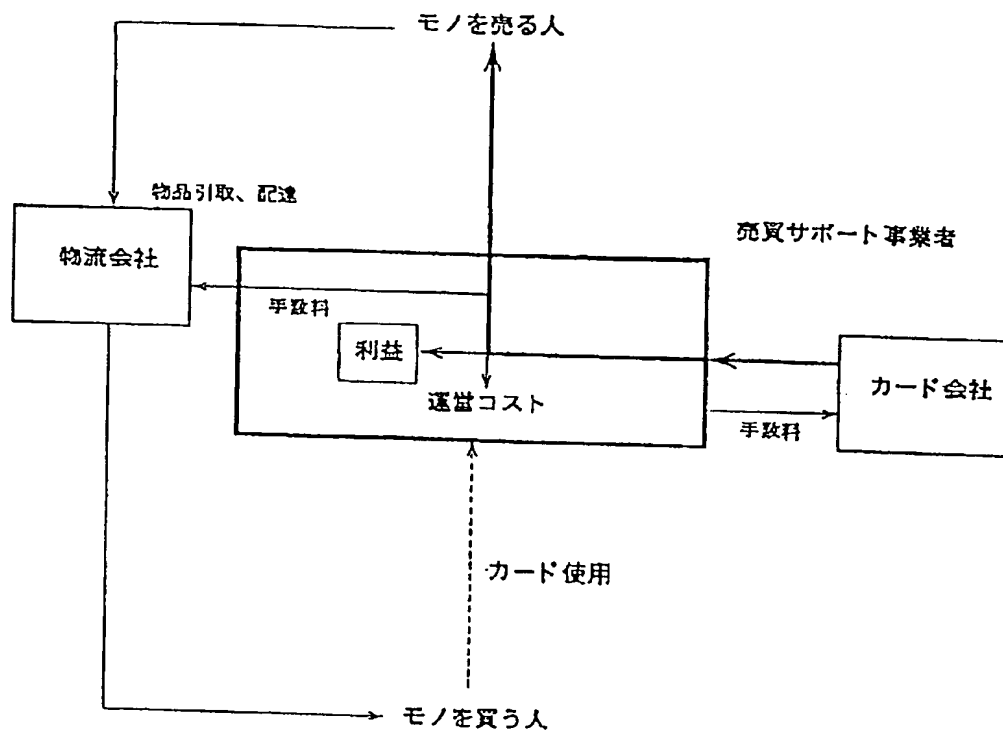 モノを売る人
物品引取、配達
売買サポート事業者
物流会社
手数料
利益
カード会社
運営コスト
手数料
カード使用
モノを買う人